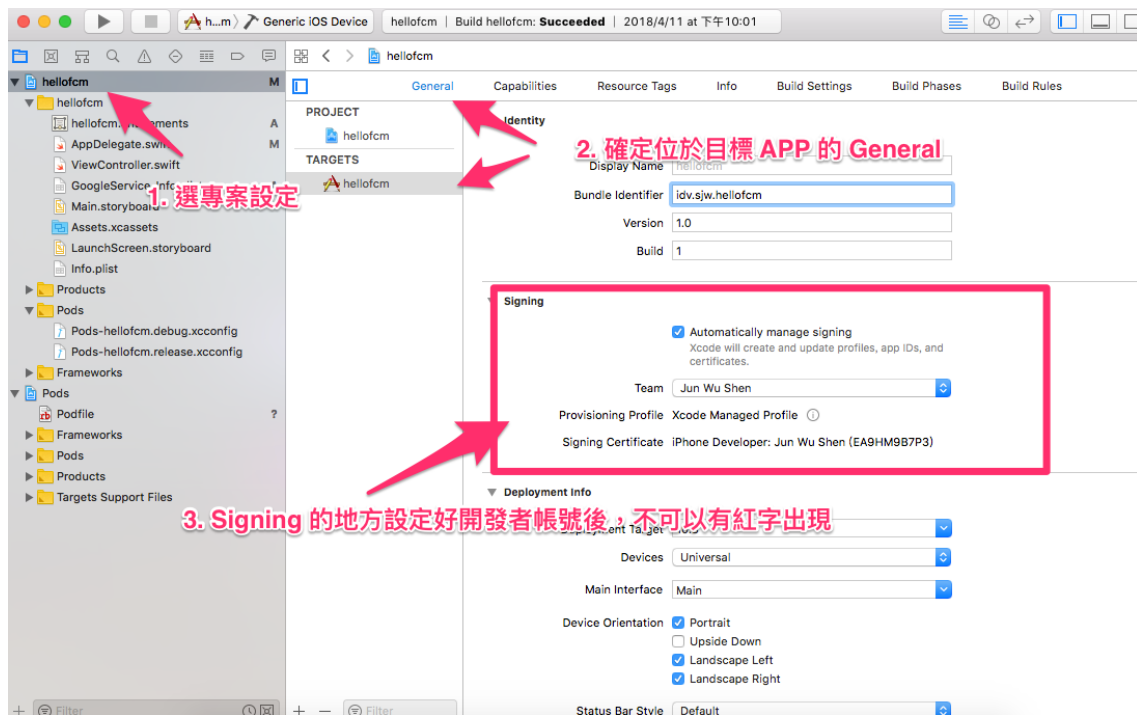 h...m
Generic iOS Device
hellofcm | Build hellofcm: Succeeded | 2018/4/11 at 下午10:01
hellofcm
hellofcm M
General Capabilities Resource Tags Info Build Settings Build Phases Build Rules
hellofcm
A
AppDelegate.swift M
ViewController.swift
Main.storyboard
Assets.xcassets
LaunchScreen.storyboard
Info.plist
Products
Pods
Pods-hellofcm.debug.xcconfig
Pods-hellofcm.release.xcconfig
Frameworks
Pods
Podfile ?
Frameworks
Pods
Products
Targets Support Files
Filter
1. 選專案設定
PROJECT
hellofcm
TARGETS
hellofcm
Filter
Identity
2. 確定位於目標 APP 的 General
Display Name hellofcm
Bundle Identifier idv.sjw.hellofcm
Version 1.0
Build 1
Signing
Automatically manage signing
Xcode will create and update profiles, app IDs, and
certificates.
Team Jun Wu Shen
Provisioning Profile Xcode Managed Profile
Signing Certificate iPhone Developer: Jun Wu Shen (EA9HM9B7P3)
Deployment Info
3. Signing 的地方設定好開發者帳號後，不可以有紅字出現
Deployment Target
Devices Universal
Main Interface Main
Device Orientation Portrait
Upside Down
Landscape Left
Landscape Right
Status Bar Style Default